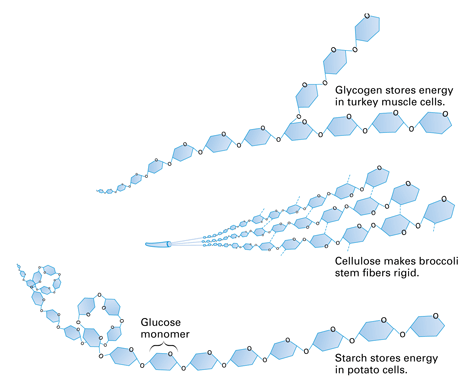 Glycogen stores energy
in turkey muscle cells.
Cellulose makes broccoli
stem fibers rigid.
Glucose
monomer
Starch stores energy
in potato cells.